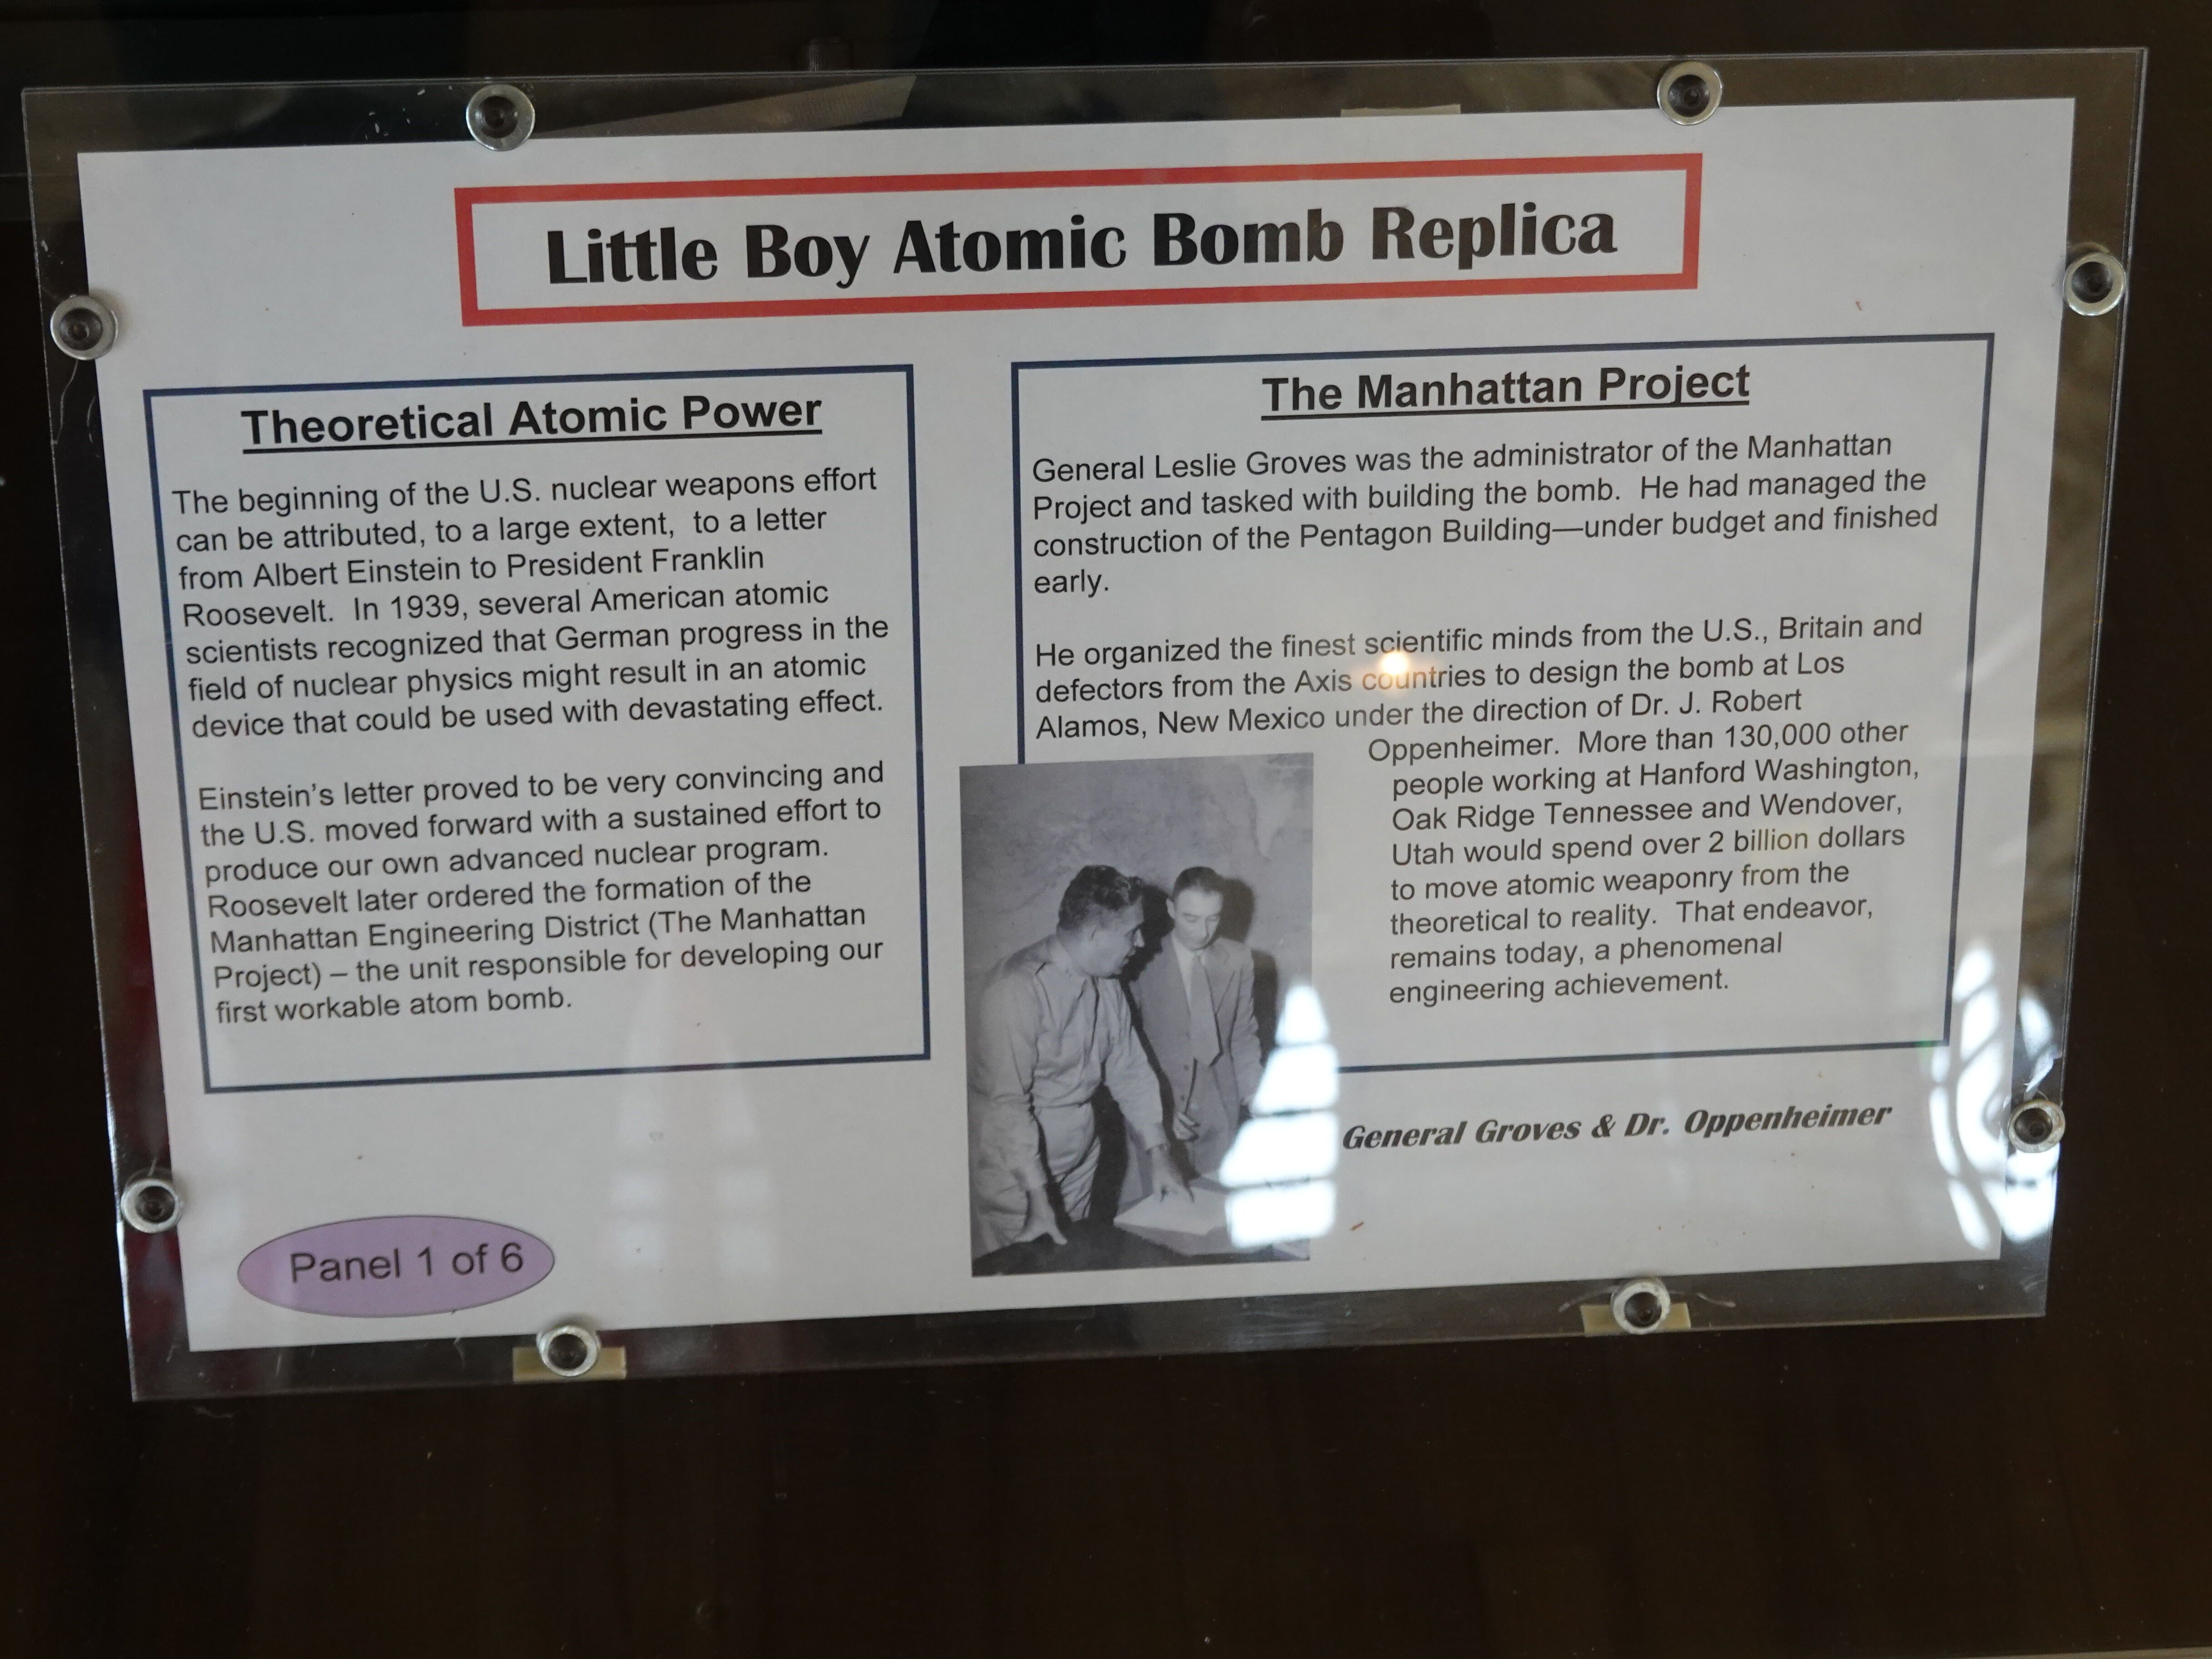 Little Boy Atomic Bomb Replica
Theoretical Atomic Power
The beginning of the U.S. nuclear weapons effort
can be attributed, to a large extent, to a letter
from Albert Einstein to President Franklin
Roosevelt. In 1939, several American atomic
scientists recognized that German progress in the
field of nuclear physics might result in an atomic
device that could be used with devastating effect.
Einstein's letter proved to be very convincing and
the U.S. moved forward with a sustained effort to
produce our own advanced nuclear program.
Roosevelt later ordered the formation of the
Manhattan Engineering District (The Manhattan
Project) – the unit responsible for developing our
first workable atom bomb.
The Manhattan Project
General Leslie Groves was the administrator of the Manhattan
Project and tasked with building the bomb. He had managed the
construction of the Pentagon Building—under budget and finished
early.
He organized the finest scientific minds from the U.S., Britain and
defectors from the Axis countries to design the bomb at Los
Alamos, New Mexico under the direction of Dr. J. Robert
Oppenheimer. More than 130,000 other
people working at Hanford Washington,
Oak Ridge Tennessee and Wendover,
Utah would spend over 2 billion dollars
to move atomic weaponry from the
theoretical to reality. That endeavor,
remains today, a phenomenal
engineering achievement.
General Groves & Dr. Oppenheimer
Panel 1 of 6